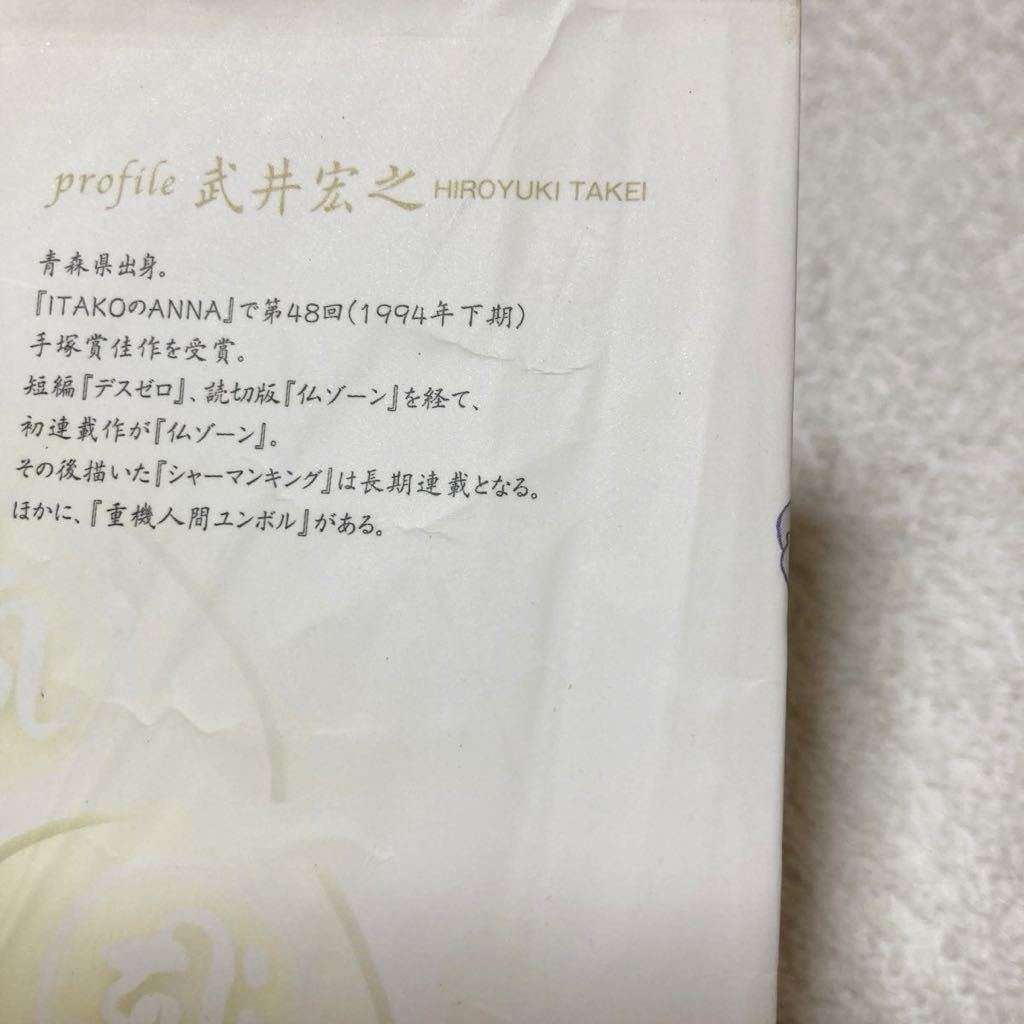 profile 武井宏之 HIROYUKI TAKEI
青森県出身。
『ITAKOのANNA』で第48回(1994年下期)
手塚賞佳作を受賞。
短編『デスゼロ』、読切版『仏ゾーン』を経て、
初連載作が『仏ゾーン』。
その後描いた『シャーマンキング』は長期連載となる。
ほかに、『重機人間ユンボル』がある。